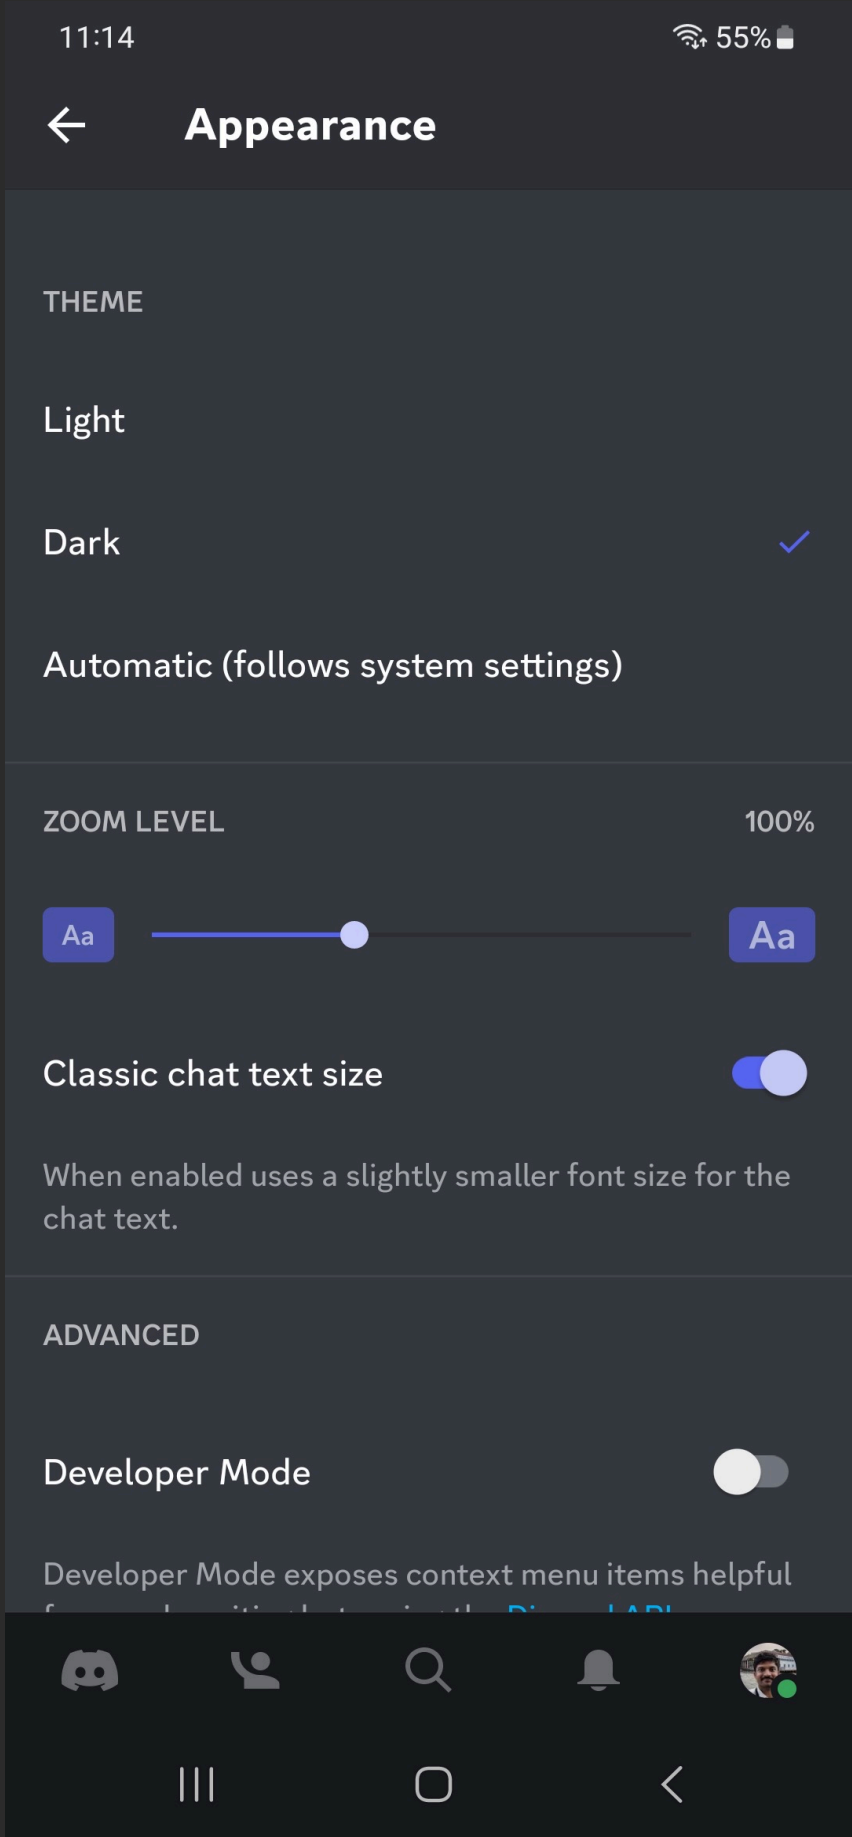 11:14
55%
Appearance
THEME
Light
Dark
Automatic (follows system settings)
ZOOM LEVEL
100%
Aa
Aa
Classic chat text size
When enabled uses a slightly smaller font size for the
chat text.
ADVANCED
Developer Mode
Developer Mode exposes context menu items helpful
Discord API